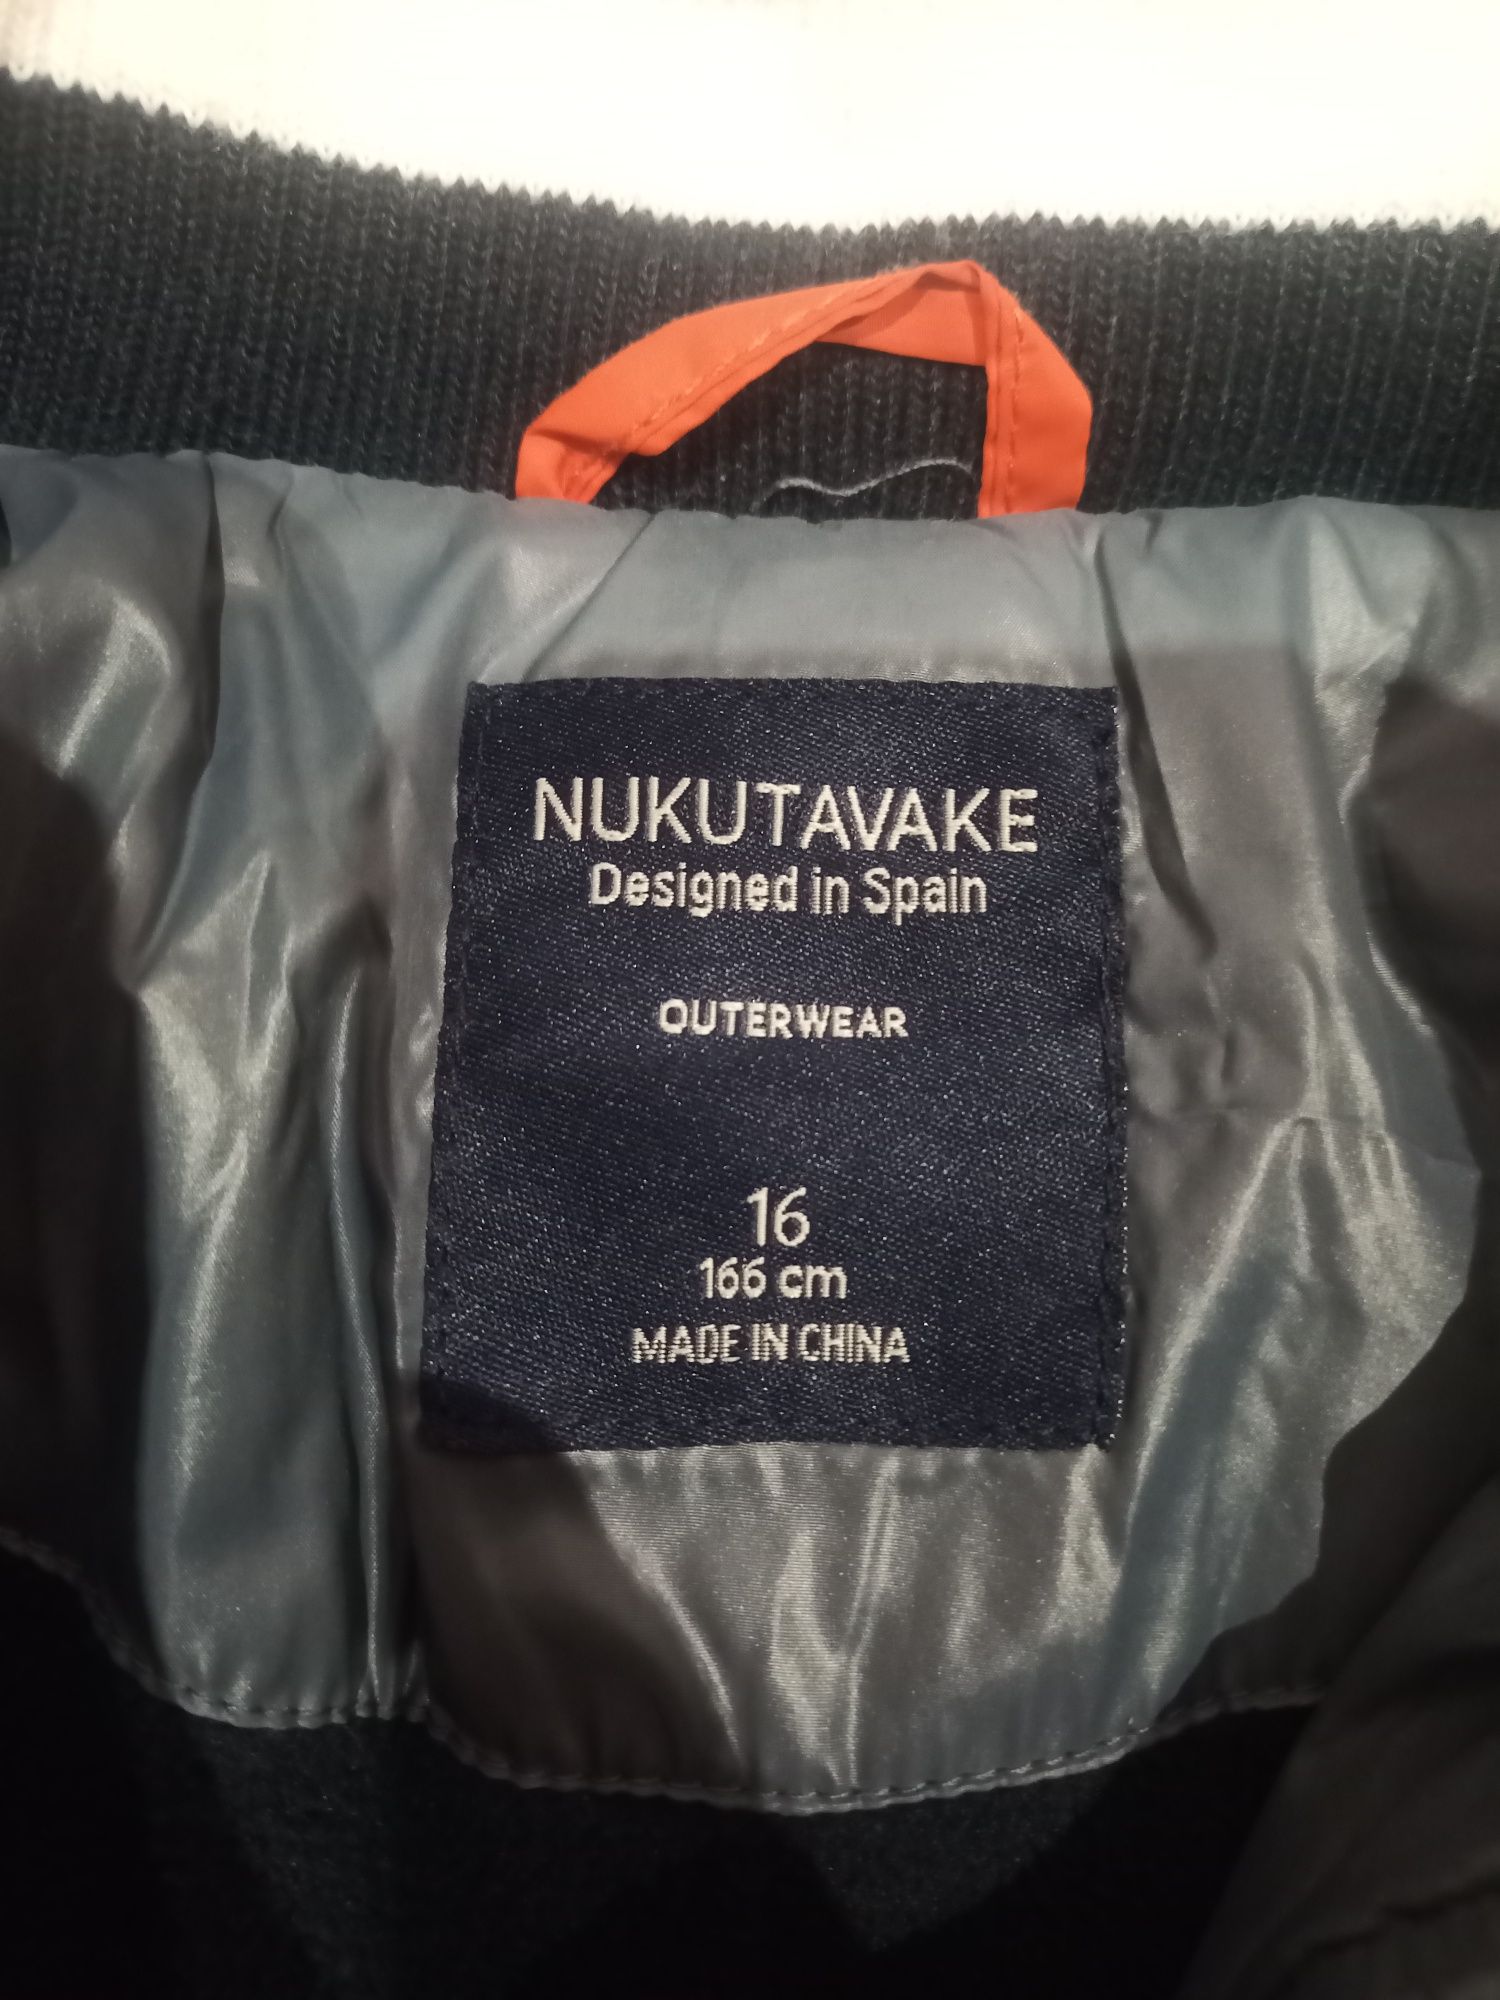 NUKUTAVAKE
Designed in Spain
OUTERWEAR
16
166 cm
MADE IN CHINA